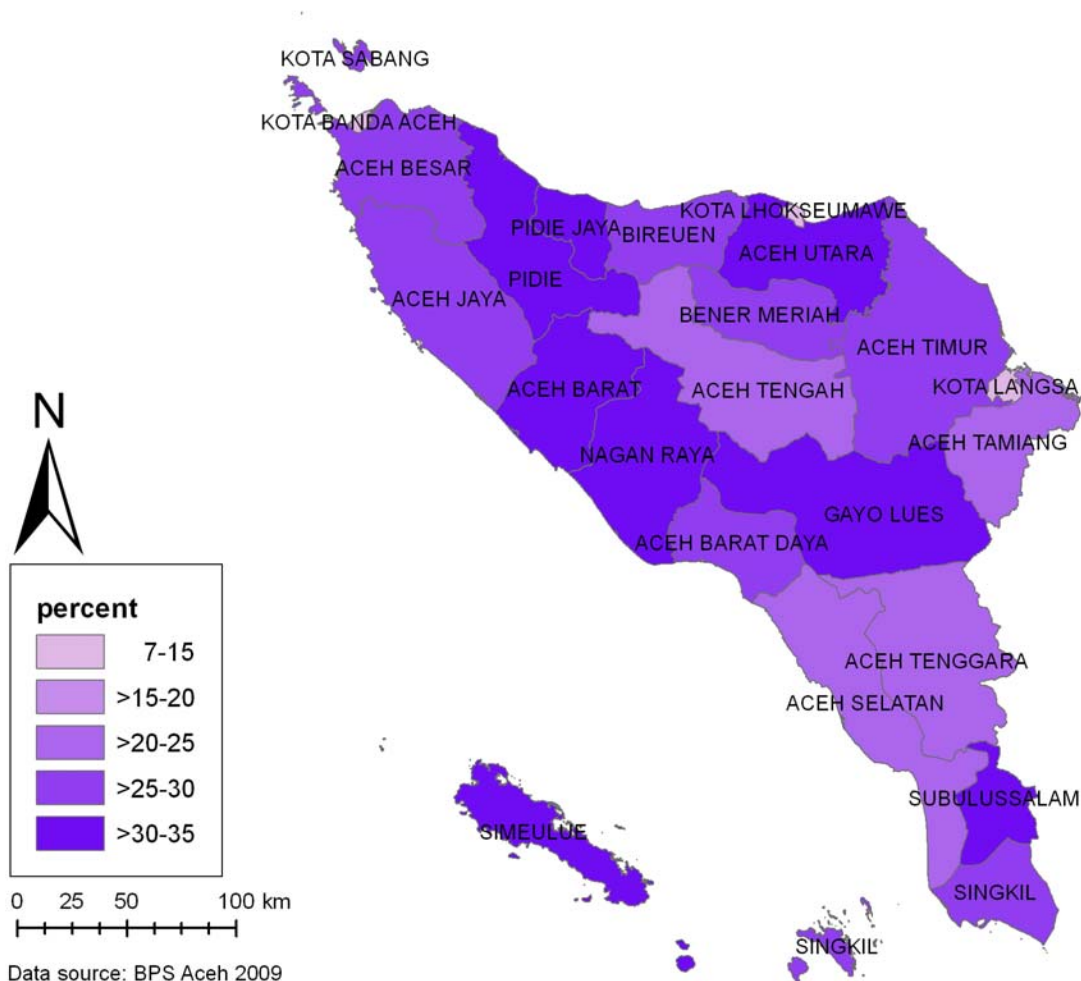 KOTA SABANG
KOTA BANDA ACEH
ACEH BESAR
KOTA LHOKSEUMAWE
PIDIE JAYA
BIREUEN
ACEH UTARA
PIDIE
ACEH JAYA
BENER MERIAH
ACEH TIMUR
ACEH BARAT
ACEH TENGAH
KOTA LANGSA
NAGAN RAYA
ACEH TAMIANG
GAYO LUES
ACEH BARAT DAYA
ACEH TENGGARA
ACEH SELATAN
SUBULUSSALAM
SIMEULUE
SINGKIL
SINGKIL
N
percent
7-15
>15-20
>20-25
>25-30
>30-35
0 25 50 100 km
Data source: BPS Aceh 2009